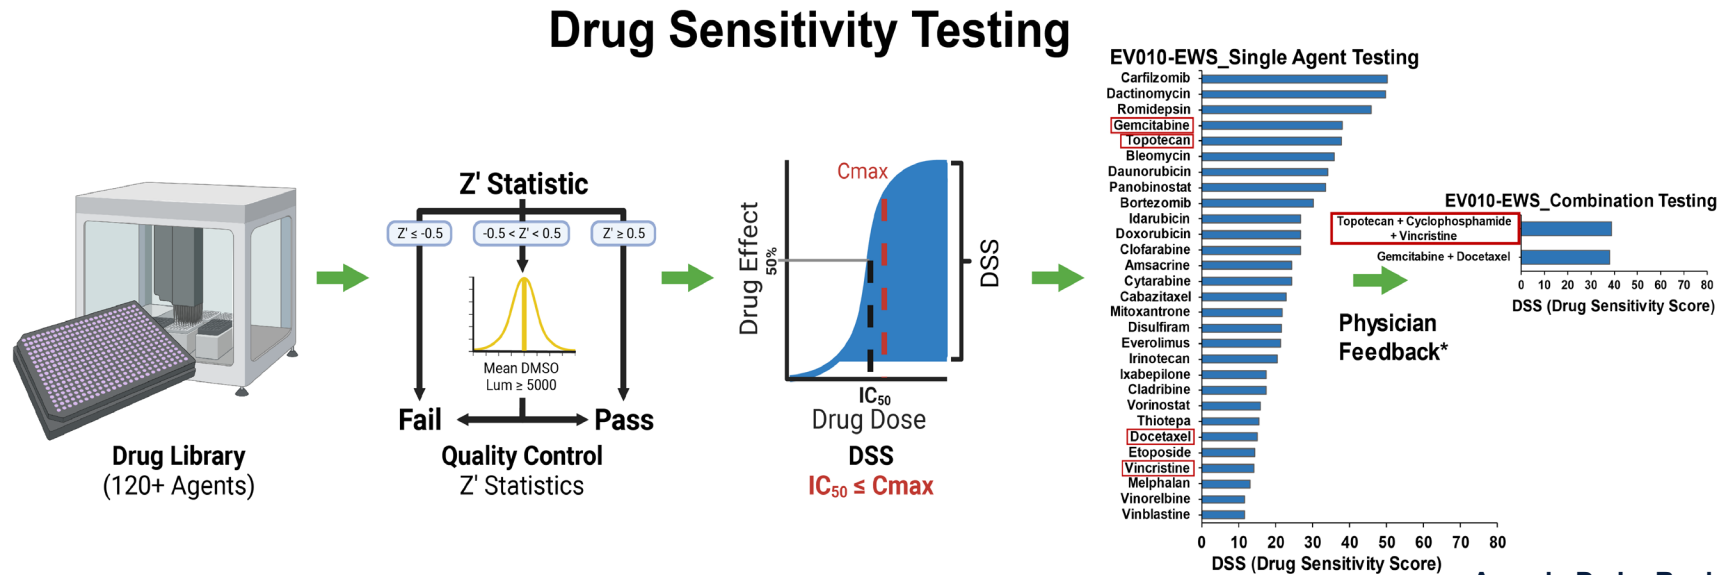 Drug Sensitivity Testing
Drug Library
(120+ Agents)
Z' Statistic
Z' ≤ -0.5
-0.5 < Z' < 0.5
Z' ≥ 0.5
Mean DMSO
Lum ≥ 5000
Fail
Pass
Quality Control
Z' Statistics
Cmax
Drug Effect
50%
DSS
IC₅₀
Drug Dose
DSS
IC₅₀ ≤ Cmax
EV010-EWS_Single Agent Testing
Carfilzomib
Dactinomycin
Romidepsin
Gemcitabine
Topotecan
Bleomycin
Daunorubicin
Panobinostat
Bortezomib
Idarubicin
Doxorubicin
Clofarabine
Amsacrine
Cytarabine
Cabazitaxel
Mitoxantrone
Disulfiram
Everolimus
Irinotecan
Ixabepilone
Cladribine
Vorinostat
Thiotepa
Docetaxel
Etoposide
Vincristine
Melphalan
Vinorelbine
Vinblastine
0 10 20 30 40 50 60 70 80
DSS (Drug Sensitivity Score)
Physician
Feedback*
EV010-EWS_Combination Testing
Topotecan + Cyclophosphamide
+ Vincristine
Gemcitabine + Docetaxel
0 10 20 30 40 50 60 70 80
DSS (Drug Sensitivity Score)